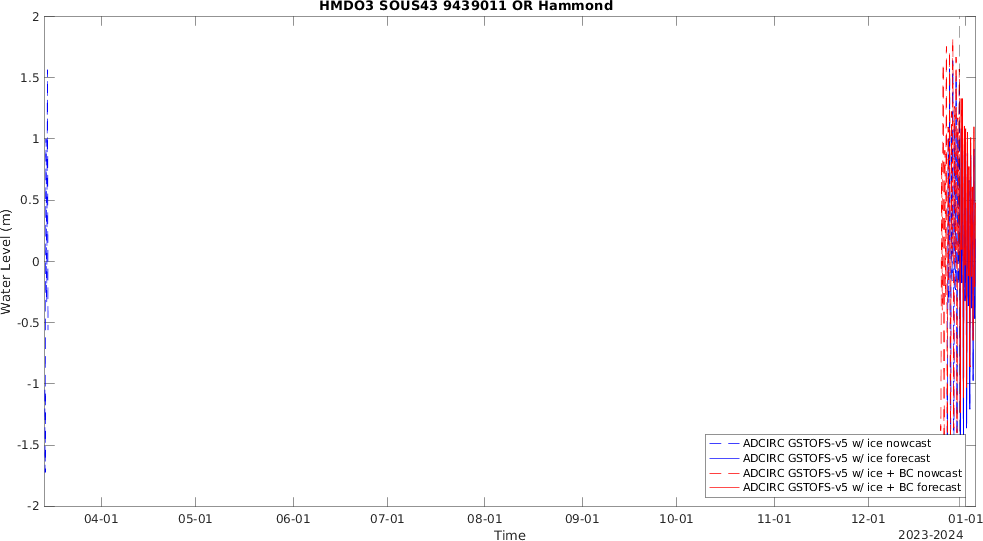 HMDO3 SOUS43 9439011 OR Hammond
2
1.5
1
0.5
0
-0.5
-1
-1.5
-2
Water Level (m)
04-01 05-01 06-01 07-01 08-01 09-01 10-01 11-01 12-01 01-01
Time
2023-2024
ADCIRC GSTOFS-v5 w/ ice nowcast
ADCIRC GSTOFS-v5 w/ ice forecast
ADCIRC GSTOFS-v5 w/ ice + BC nowcast
ADCIRC GSTOFS-v5 w/ ice + BC forecast